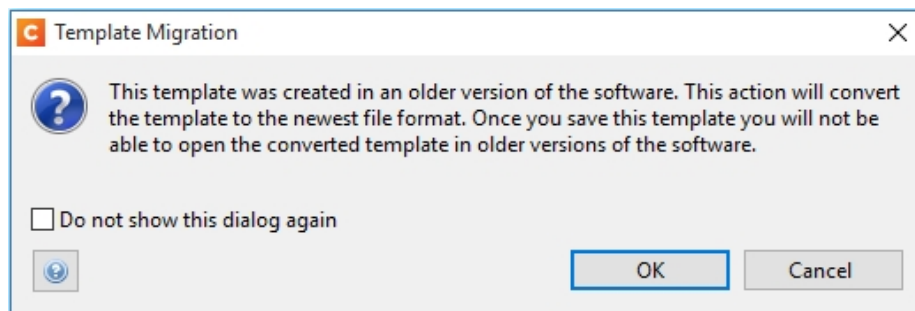 C Template Migration
This template was created in an older version of the software. This action will convert
the template to the newest file format. Once you save this template you will not be
able to open the converted template in older versions of the software.
Do not show this dialog again
OK Cancel